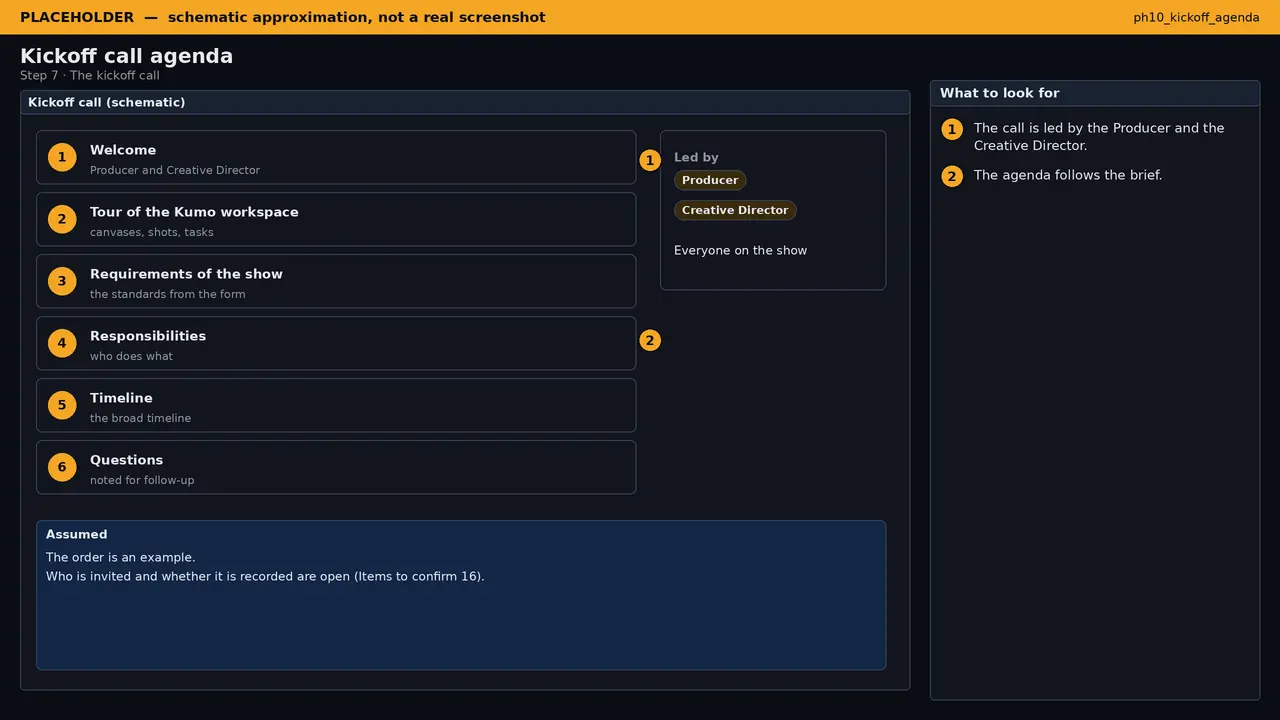 PLACEHOLDER — schematic approximation, not a real screenshot
ph10_kickoff_agenda
Kickoff call agenda
Step 7 · The kickoff call
Kickoff call (schematic)
1
Welcome
Producer and Creative Director
2
Tour of the Kumo workspace
canvases, shots, tasks
3
Requirements of the show
the standards from the form
4
Responsibilities
who does what
5
Timeline
the broad timeline
6
Questions
noted for follow-up
1
Led by
Producer
Creative Director
Everyone on the show
2
Assumed
The order is an example.
Who is invited and whether it is recorded are open (Items to confirm 16).
What to look for
1
The call is led by the Producer and the
Creative Director.
2
The agenda follows the brief.